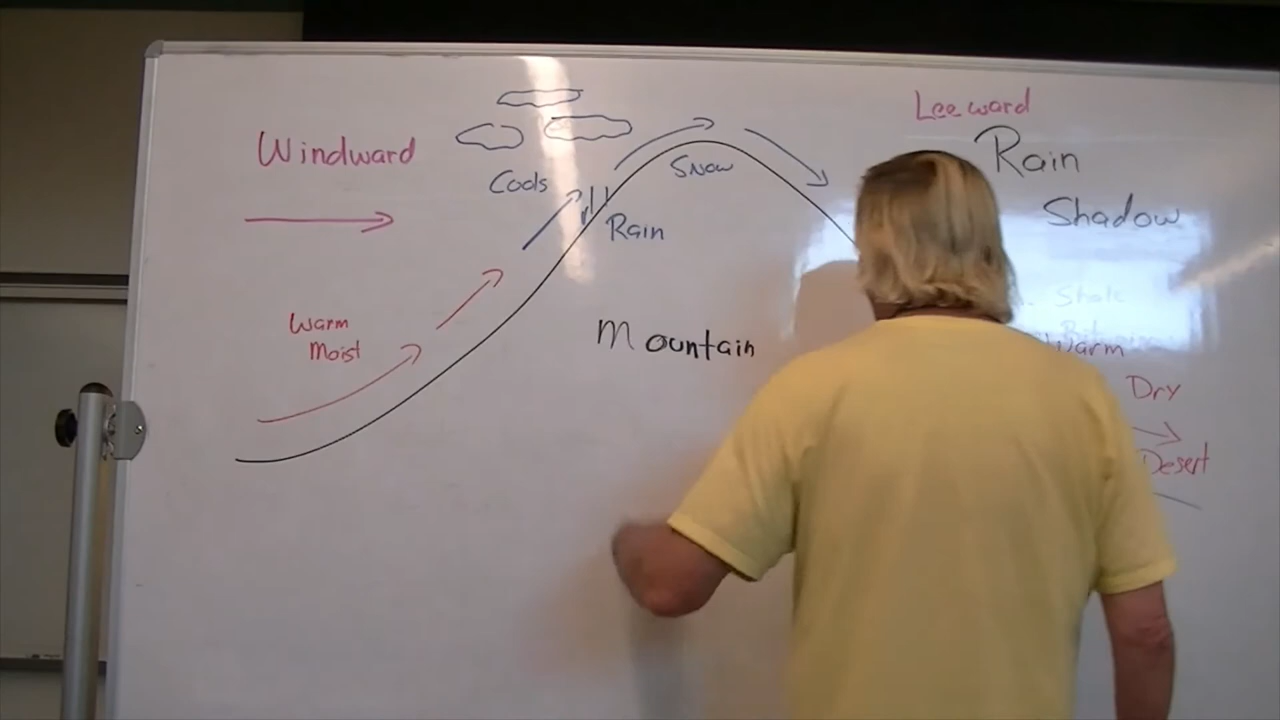 Windward
Leeward
Rain
Shadow
Cools
Snow
Rain
Warm
Moist
Mountain
Warm
Dry
Desert